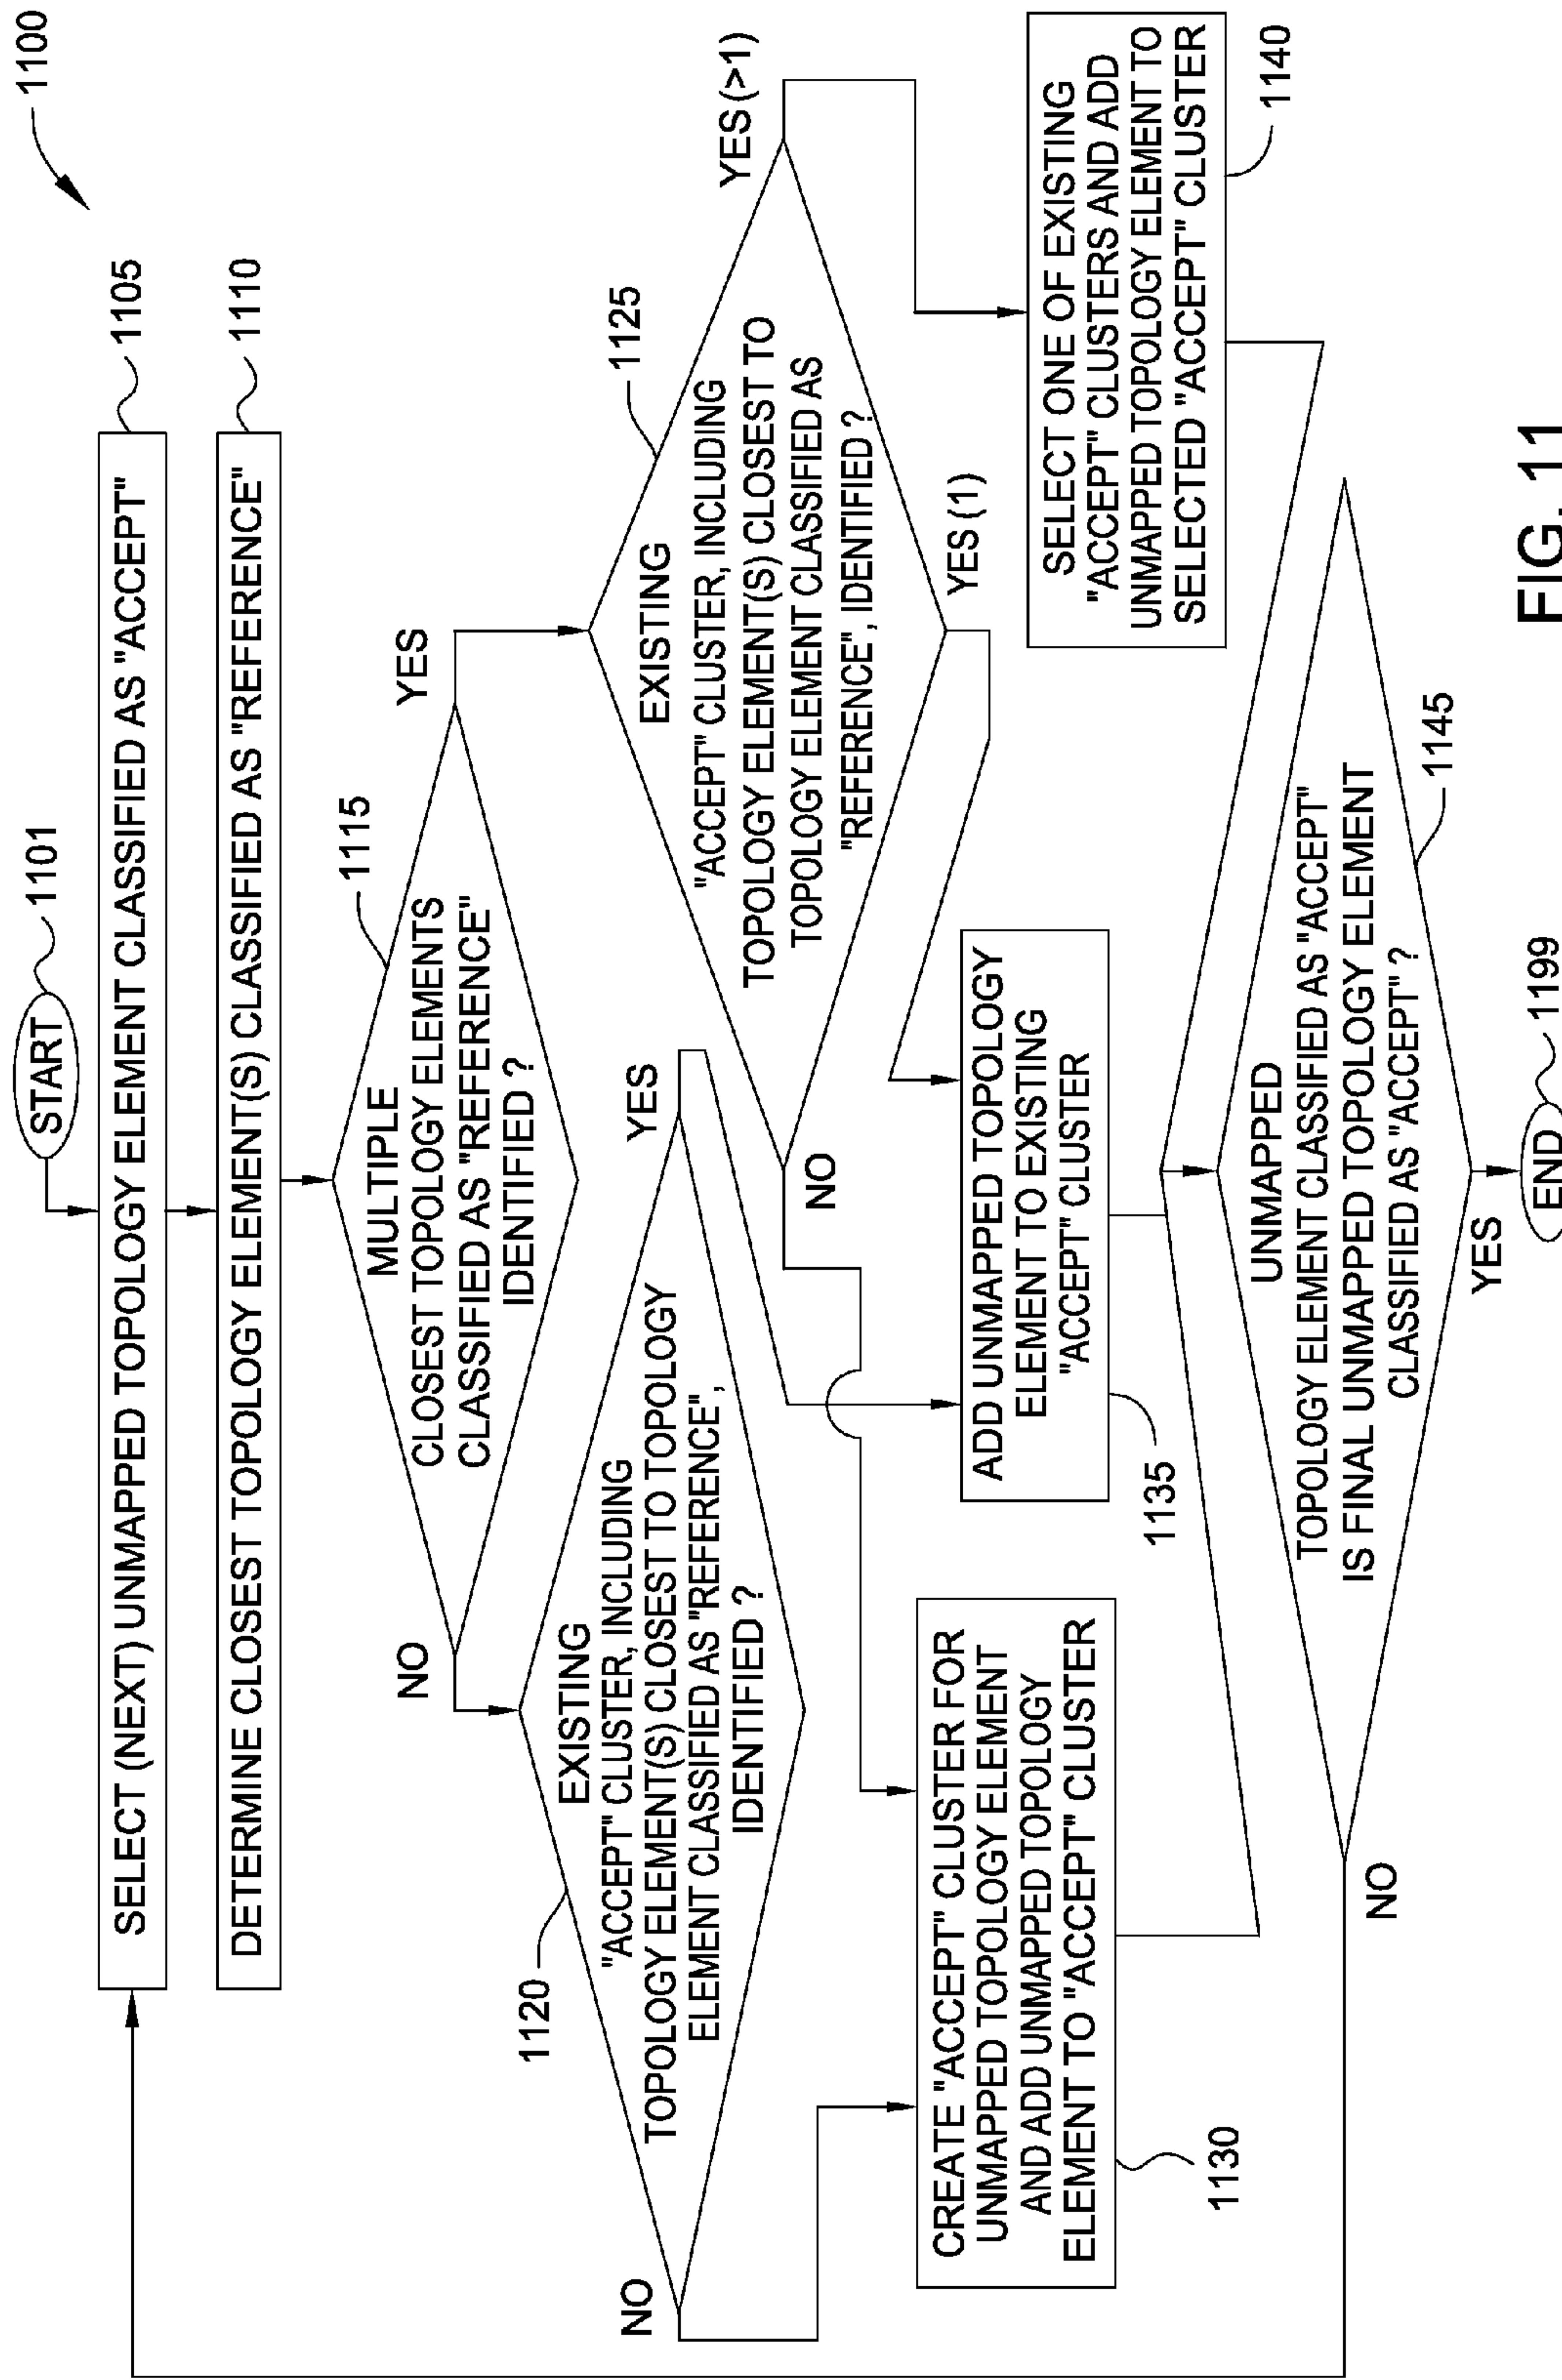 1100
START
1101
SELECT (NEXT) UNMAPPED TOPOLOGY ELEMENT CLASSIFIED AS "ACCEPT"
1105
DETERMINE CLOSEST TOPOLOGY ELEMENT(S) CLASSIFIED AS "REFERENCE"
1110
MULTIPLE
CLOSEST TOPOLOGY ELEMENTS
CLASSIFIED AS "REFERENCE"
IDENTIFIED ?
1115
NO
YES
EXISTING
"ACCEPT" CLUSTER, INCLUDING
TOPOLOGY ELEMENT(S) CLOSEST TO TOPOLOGY
ELEMENT CLASSIFIED AS "REFERENCE",
IDENTIFIED ?
1120
NO
YES
EXISTING
"ACCEPT" CLUSTER, INCLUDING
TOPOLOGY ELEMENT(S) CLOSEST TO
TOPOLOGY ELEMENT CLASSIFIED AS
"REFERENCE", IDENTIFIED ?
1125
NO
YES (1)
YES (>1)
CREATE "ACCEPT" CLUSTER FOR
UNMAPPED TOPOLOGY ELEMENT
AND ADD UNMAPPED TOPOLOGY
ELEMENT TO "ACCEPT" CLUSTER
1130
ADD UNMAPPED TOPOLOGY
ELEMENT TO EXISTING
"ACCEPT" CLUSTER
1135
SELECT ONE OF EXISTING
"ACCEPT" CLUSTERS AND ADD
UNMAPPED TOPOLOGY ELEMENT TO
SELECTED "ACCEPT" CLUSTER
1140
UNMAPPED
TOPOLOGY ELEMENT CLASSIFIED AS "ACCEPT"
IS FINAL UNMAPPED TOPOLOGY ELEMENT
CLASSIFIED AS "ACCEPT" ?
1145
NO
YES
END
1199
FIG. 11